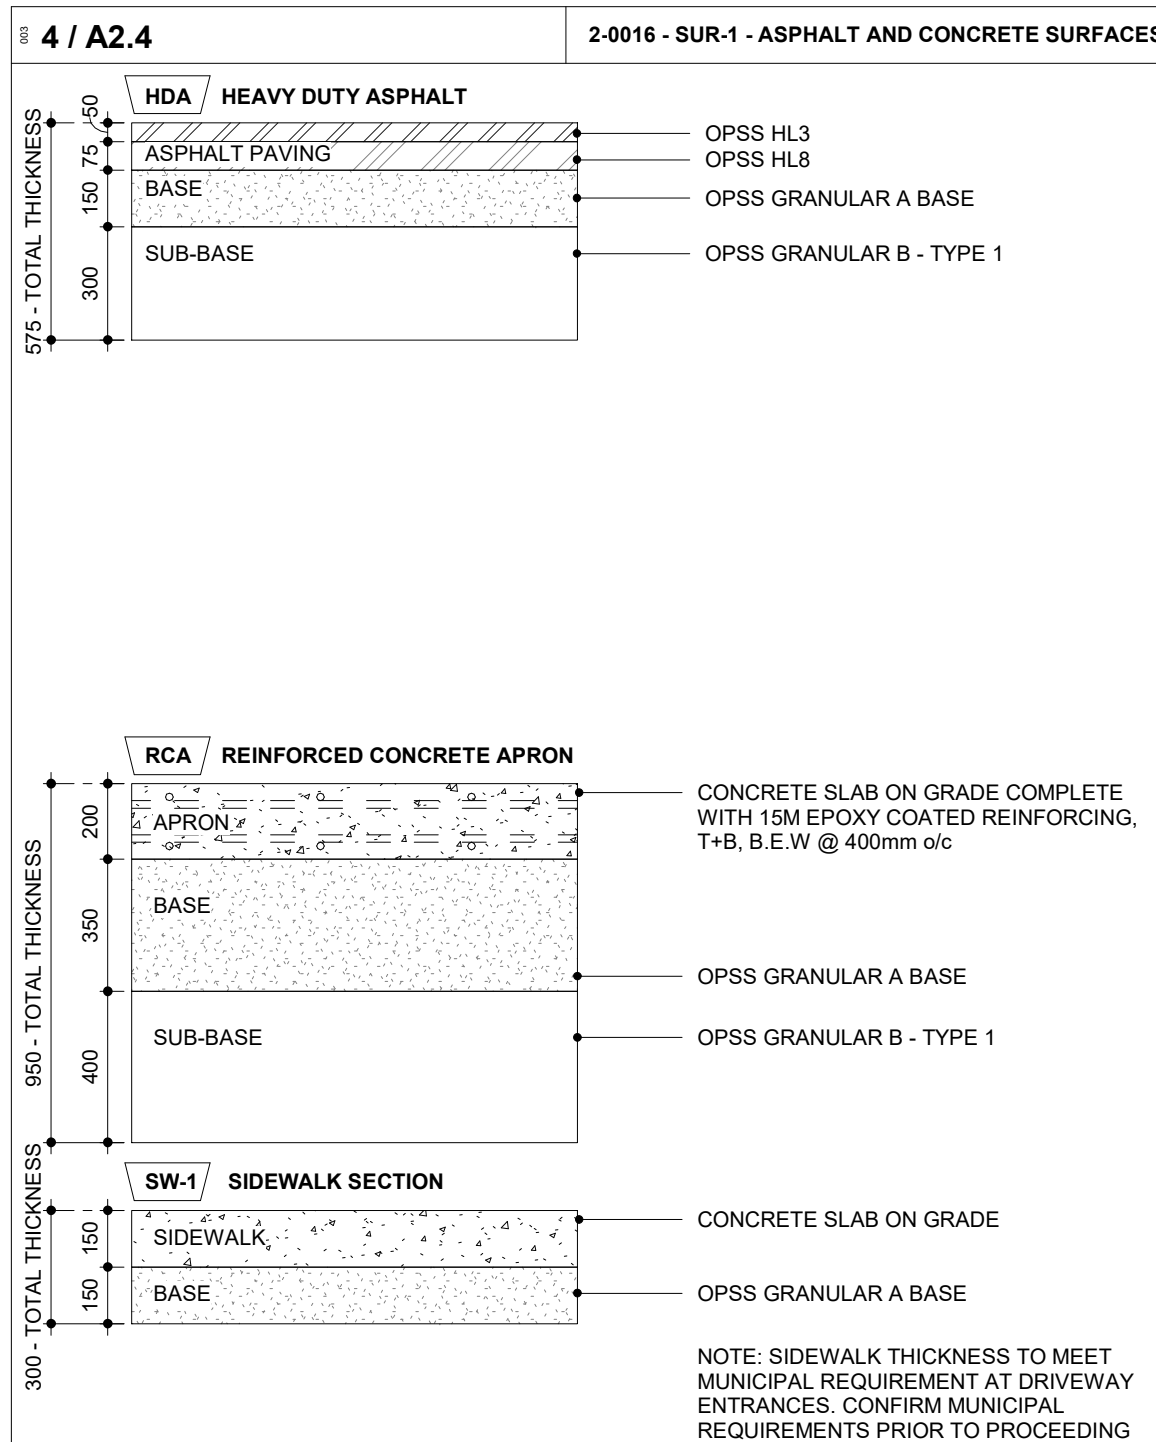 003
4 / A2.4
2-0016 - SUR-1 - ASPHALT AND CONCRETE SURFACES
HDA
HEAVY DUTY ASPHALT
575 - TOTAL THICKNESS
50
75
150
300
ASPHALT PAVING
BASE
SUB-BASE
OPSS HL3
OPSS HL8
OPSS GRANULAR A BASE
OPSS GRANULAR B - TYPE 1
RCA
REINFORCED CONCRETE APRON
950 - TOTAL THICKNESS
200
350
400
APRON
BASE
SUB-BASE
CONCRETE SLAB ON GRADE COMPLETE
WITH 15M EPOXY COATED REINFORCING,
T+B, B.E.W @ 400mm o/c
OPSS GRANULAR A BASE
OPSS GRANULAR B - TYPE 1
SW-1
SIDEWALK SECTION
300 - TOTAL THICKNESS
150
150
SIDEWALK
BASE
CONCRETE SLAB ON GRADE
OPSS GRANULAR A BASE
NOTE: SIDEWALK THICKNESS TO MEET
MUNICIPAL REQUIREMENT AT DRIVEWAY
ENTRANCES. CONFIRM MUNICIPAL
REQUIREMENTS PRIOR TO PROCEEDING